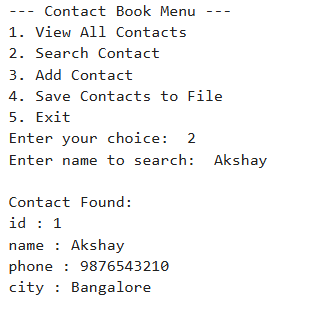 --- Contact Book Menu ---
1. View All Contacts
2. Search Contact
3. Add Contact
4. Save Contacts to File
5. Exit
Enter your choice:  2
Enter name to search:  Akshay

Contact Found:
id : 1
name : Akshay
phone : 9876543210
city : Bangalore